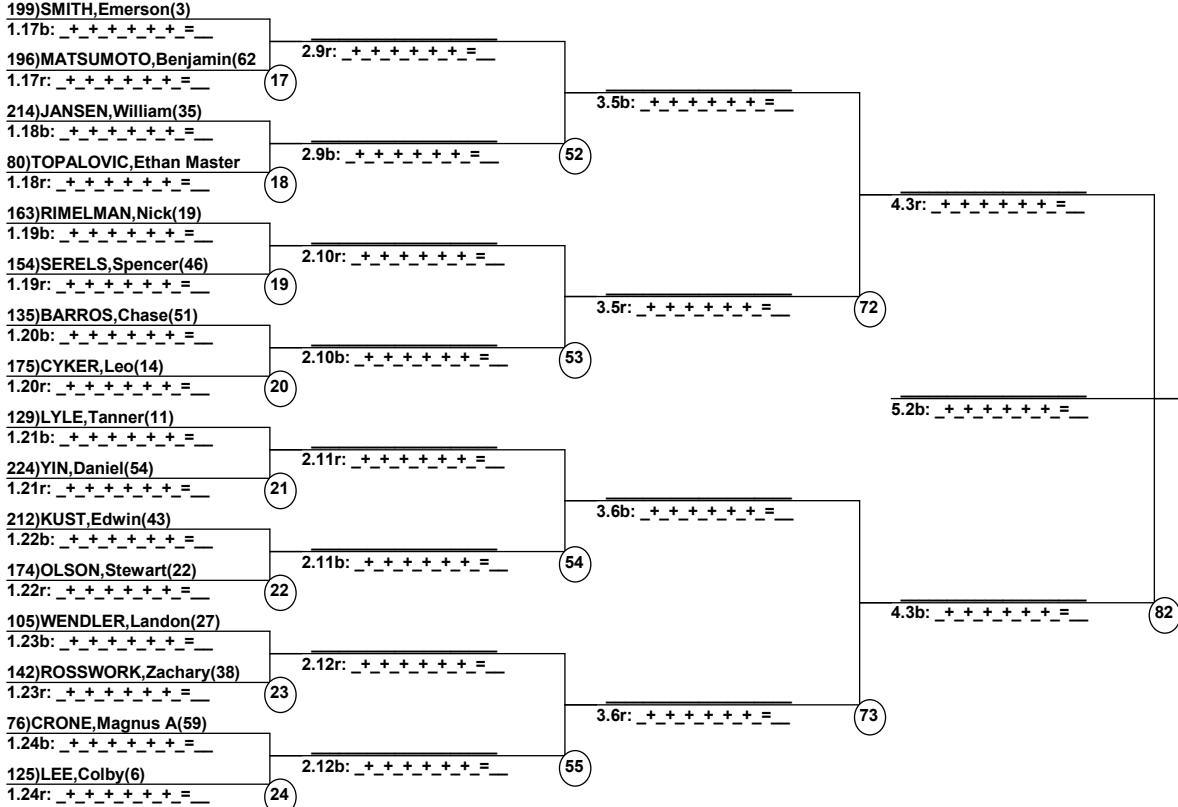 199)SMITH,Emerson(3)
1.17b: _+_+_+_+_+_=__
196)MATSUMOTO,Benjamin(62
1.17r: _+_+_+_+_+_=__
17
214)JANSEN,William(35)
1.18b: _+_+_+_+_+_=__
80)TOPALOVIC,Ethan Master
1.18r: _+_+_+_+_+_=__
18
163)RIMELMAN,Nick(19)
1.19b: _+_+_+_+_+_=__
154)SERELS,Spencer(46)
1.19r: _+_+_+_+_+_=__
19
135)BARROS,Chase(51)
1.20b: _+_+_+_+_+_=__
175)CYKER,Leo(14)
1.20r: _+_+_+_+_+_=__
20
129)LYLE,Tanner(11)
1.21b: _+_+_+_+_+_=__
224)YIN,Daniel(54)
1.21r: _+_+_+_+_+_=__
21
212)KUST,Edwin(43)
1.22b: _+_+_+_+_+_=__
174)OLSON,Stewart(22)
1.22r: _+_+_+_+_+_=__
22
105)WENDLER,Landon(27)
1.23b: _+_+_+_+_+_=__
142)ROSSWORK,Zachary(38)
1.23r: _+_+_+_+_+_=__
23
76)CRONE,Magnus A(59)
1.24b: _+_+_+_+_+_=__
125)LEE,Colby(6)
1.24r: _+_+_+_+_+_=__
24
2.9r: _+_+_+_+_+_=__
2.9b: _+_+_+_+_+_=__
52
2.10r: _+_+_+_+_+_=__
2.10b: _+_+_+_+_+_=__
53
2.11r: _+_+_+_+_+_=__
2.11b: _+_+_+_+_+_=__
54
2.12r: _+_+_+_+_+_=__
2.12b: _+_+_+_+_+_=__
55
3.5b: _+_+_+_+_+_=__
3.5r: _+_+_+_+_+_=__
72
3.6b: _+_+_+_+_+_=__
3.6r: _+_+_+_+_+_=__
73
4.3r: _+_+_+_+_+_=__
4.3b: _+_+_+_+_+_=__
82
5.2b: _+_+_+_+_+_=__